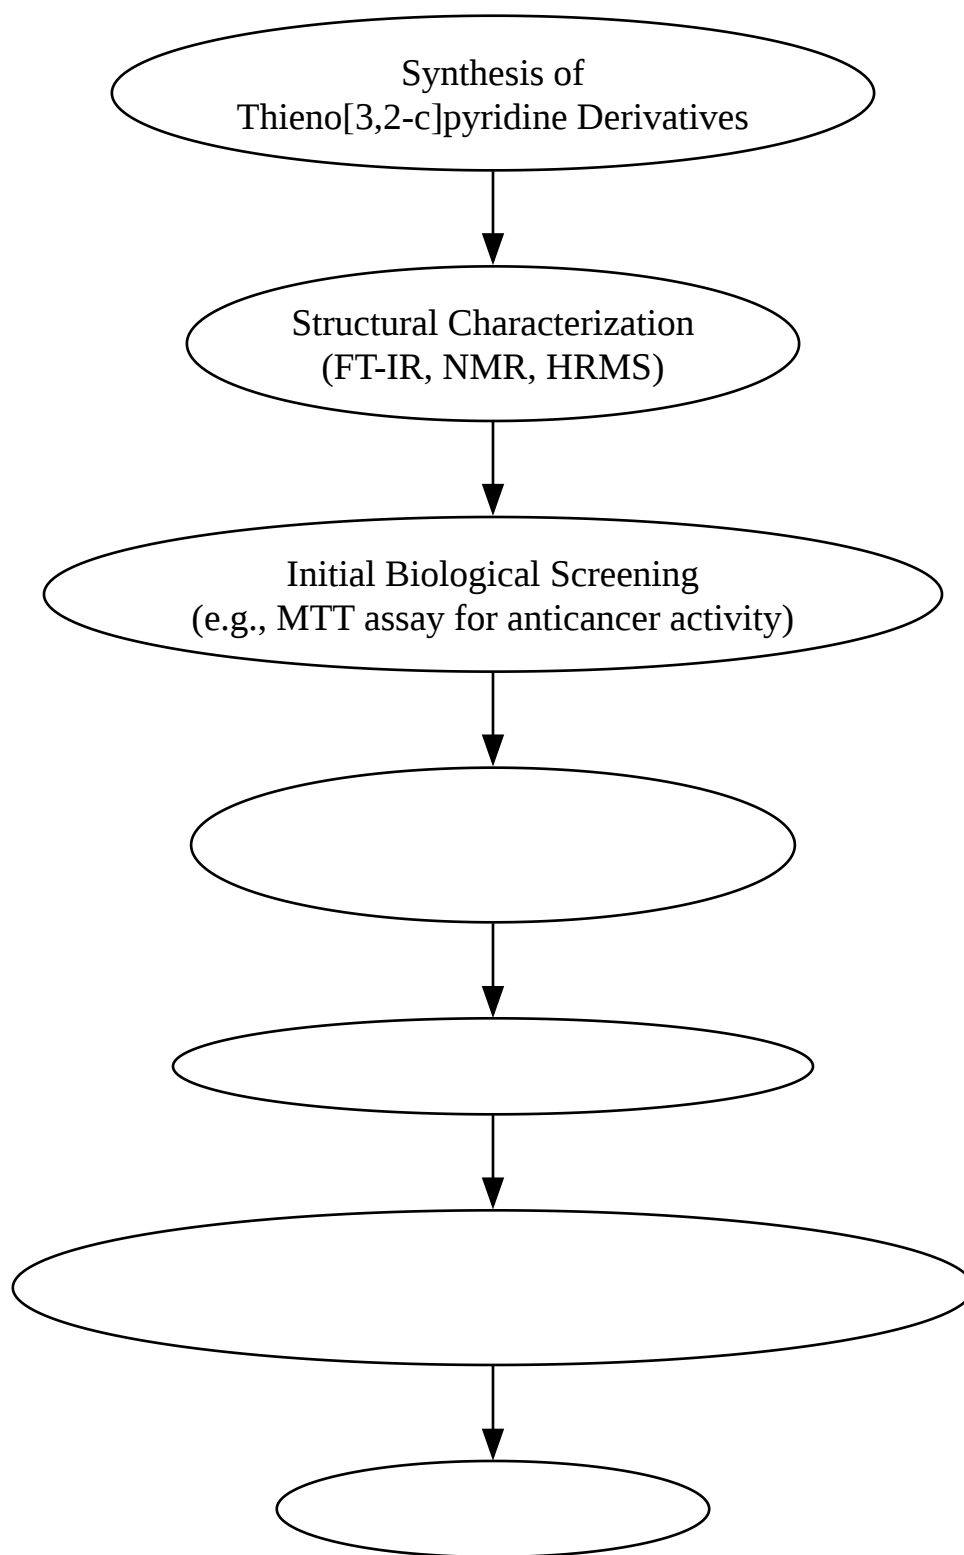 Synthesis of
Thieno[3,2-c]pyridine Derivatives
Structural Characterization
(FT-IR, NMR, HRMS)
Initial Biological Screening
(e.g., MTT assay for anticancer activity)